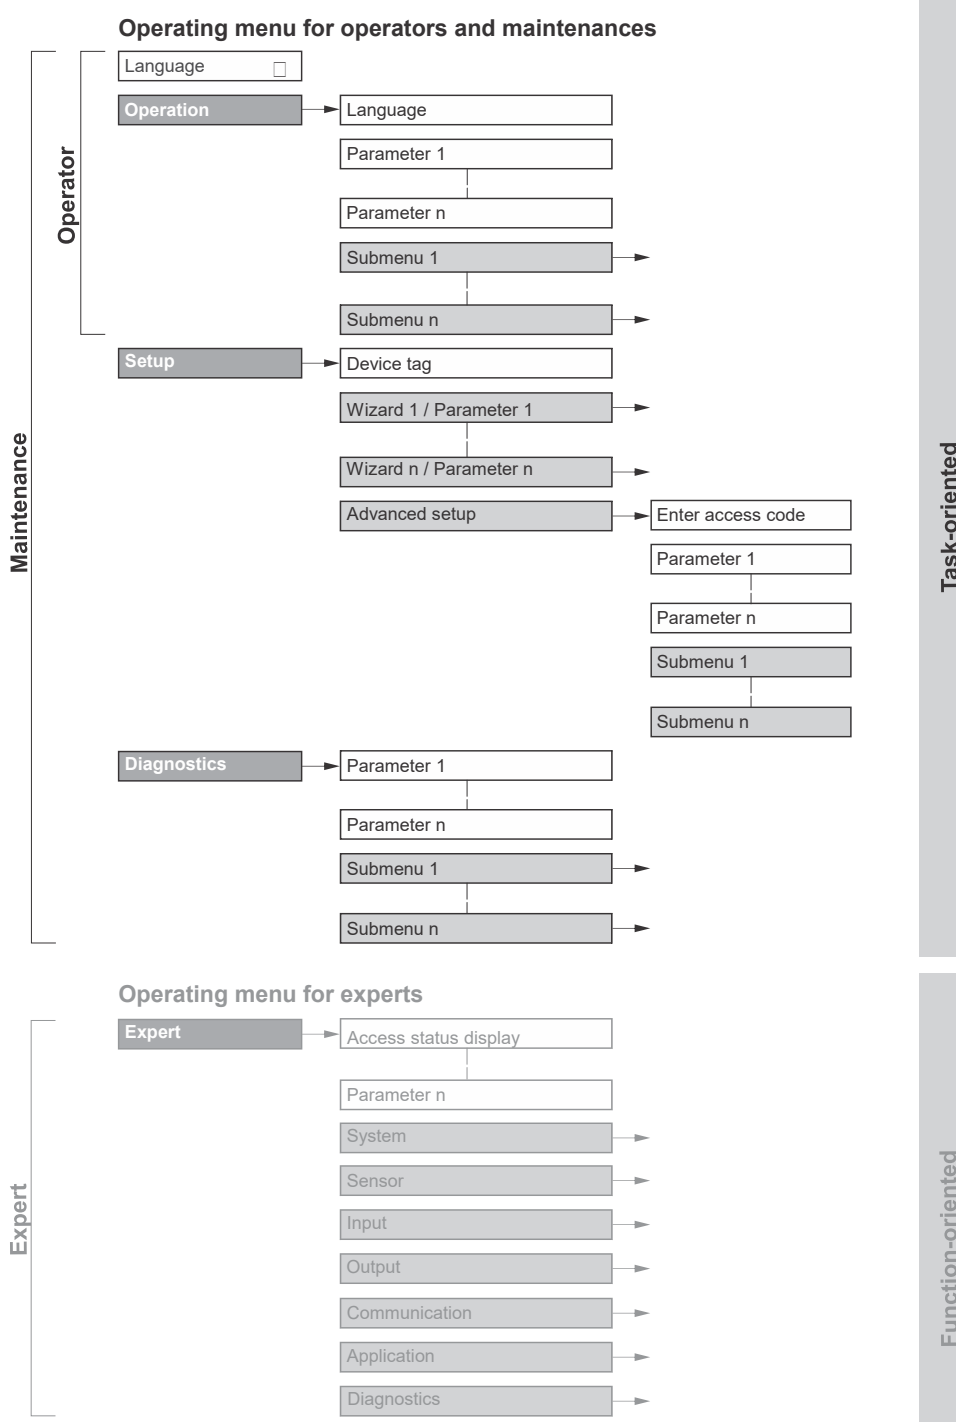 Operating menu for operators and maintenances
Language
Operation
Language
Parameter 1
Parameter n
Submenu 1
Submenu n
Operator
Setup
Device tag
Wizard 1 / Parameter 1
Wizard n / Parameter n
Advanced setup
Enter access code
Parameter 1
Parameter n
Submenu 1
Submenu n
Maintenance
Task-oriented
Diagnostics
Parameter 1
Parameter n
Submenu 1
Submenu n
Operating menu for experts
Expert
Access status display
Parameter n
System
Sensor
Input
Output
Communication
Application
Diagnostics
Expert
Function-oriented